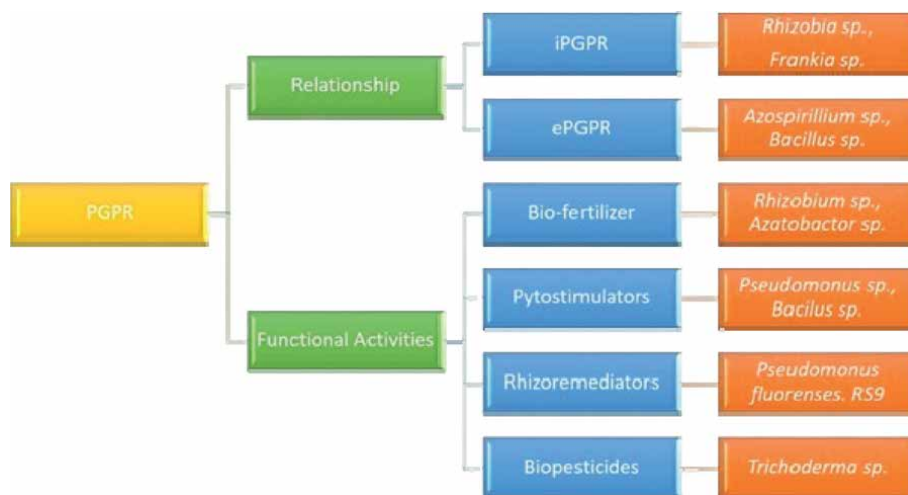 PGPR
Relationship
iPGPR
Rhizobia sp.,
Frankia sp.
ePGPR
Azospirillium sp.,
Bacillus sp.
Functional Activities
Bio-fertilizer
Rhizobium sp.,
Azatobactor sp.
Pytostimulators
Pseudomonus sp.,
Bacilus sp.
Rhizoremediators
Pseudomonus
fluorenses. RS9
Biopesticides
Trichoderma sp.